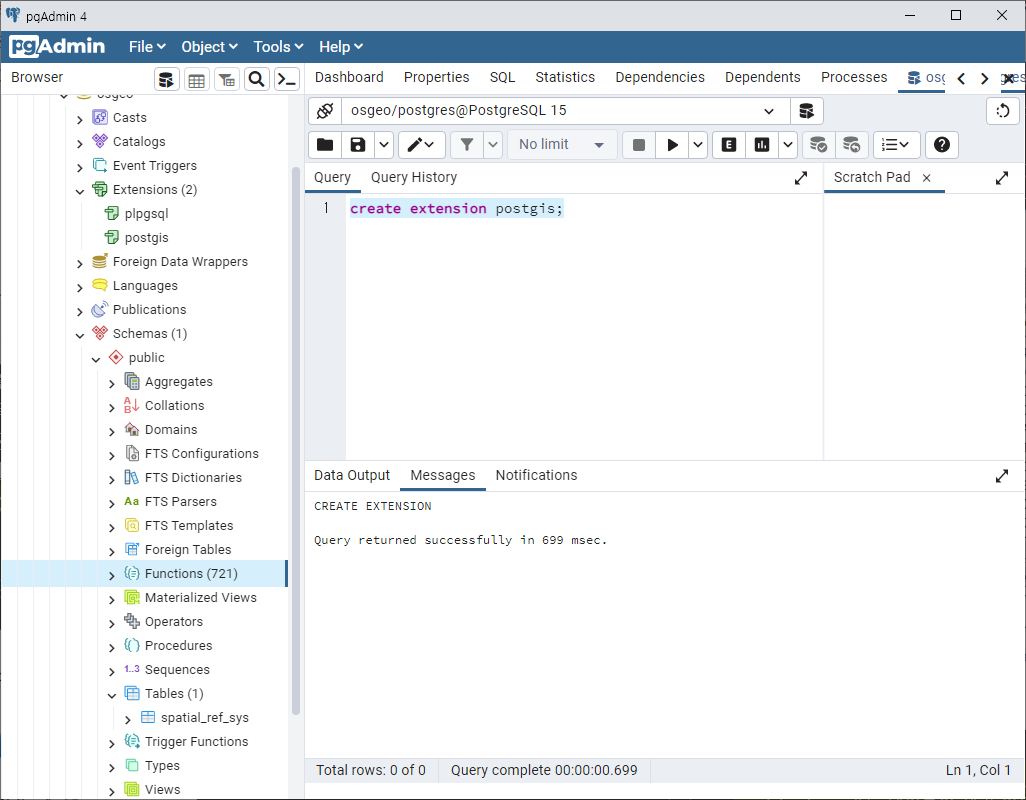 pgAdmin 4
pgAdmin File Object Tools Help
Browser
Dashboard Properties SQL Statistics Dependencies Dependents Processes
osgeo
Casts
Catalogs
Event Triggers
Extensions (2)
plpgsql
postgis
Foreign Data Wrappers
Languages
Publications
Schemas (1)
public
Aggregates
Collations
Domains
FTS Configurations
FTS Dictionaries
Aa FTS Parsers
FTS Templates
Foreign Tables
Functions (721)
Materialized Views
Operators
Procedures
1..3 Sequences
Tables (1)
spatial_ref_sys
Trigger Functions
Types
Views
osgeo/postgres@PostgreSQL 15
No limit
E
Query Query History
Scratch Pad
1 create extension postgis;
Data Output Messages Notifications
CREATE EXTENSION
Query returned successfully in 699 msec.
Total rows: 0 of 0 Query complete 00:00:00.699 Ln 1, Col 1